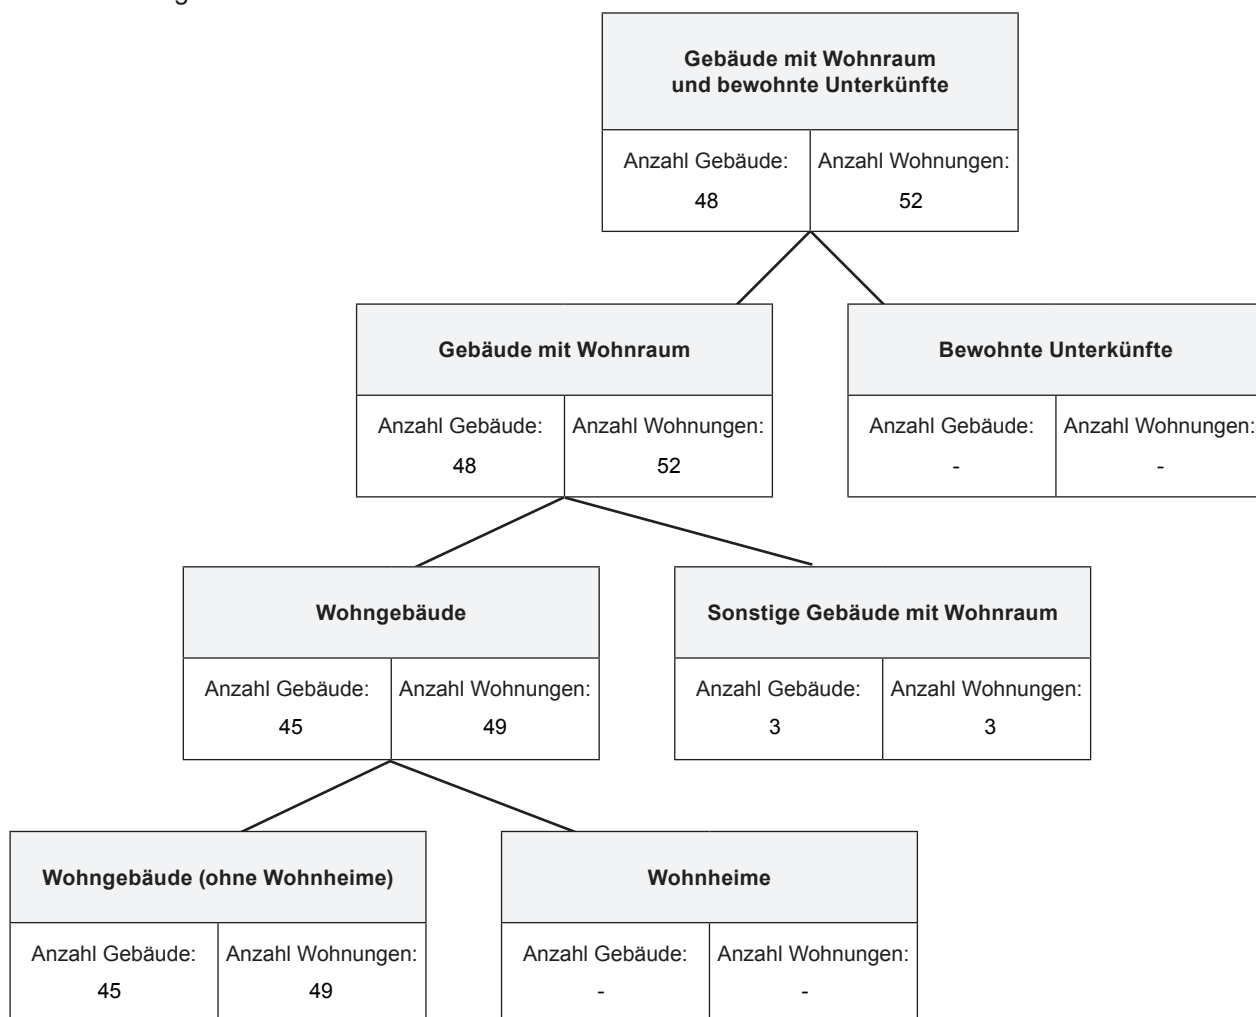 Gebäude mit Wohnraum
und bewohnte Unterkünfte
Anzahl Gebäude: Anzahl Wohnungen:
48 52
Gebäude mit Wohnraum
Anzahl Gebäude: Anzahl Wohnungen:
48 52
Bewohnte Unterkünfte
Anzahl Gebäude: Anzahl Wohnungen:
- -
Wohngebäude
Anzahl Gebäude: Anzahl Wohnungen:
45 49
Sonstige Gebäude mit Wohnraum
Anzahl Gebäude: Anzahl Wohnungen:
3 3
Wohngebäude (ohne Wohnheime)
Anzahl Gebäude: Anzahl Wohnungen:
45 49
Wohnheime
Anzahl Gebäude: Anzahl Wohnungen:
- -